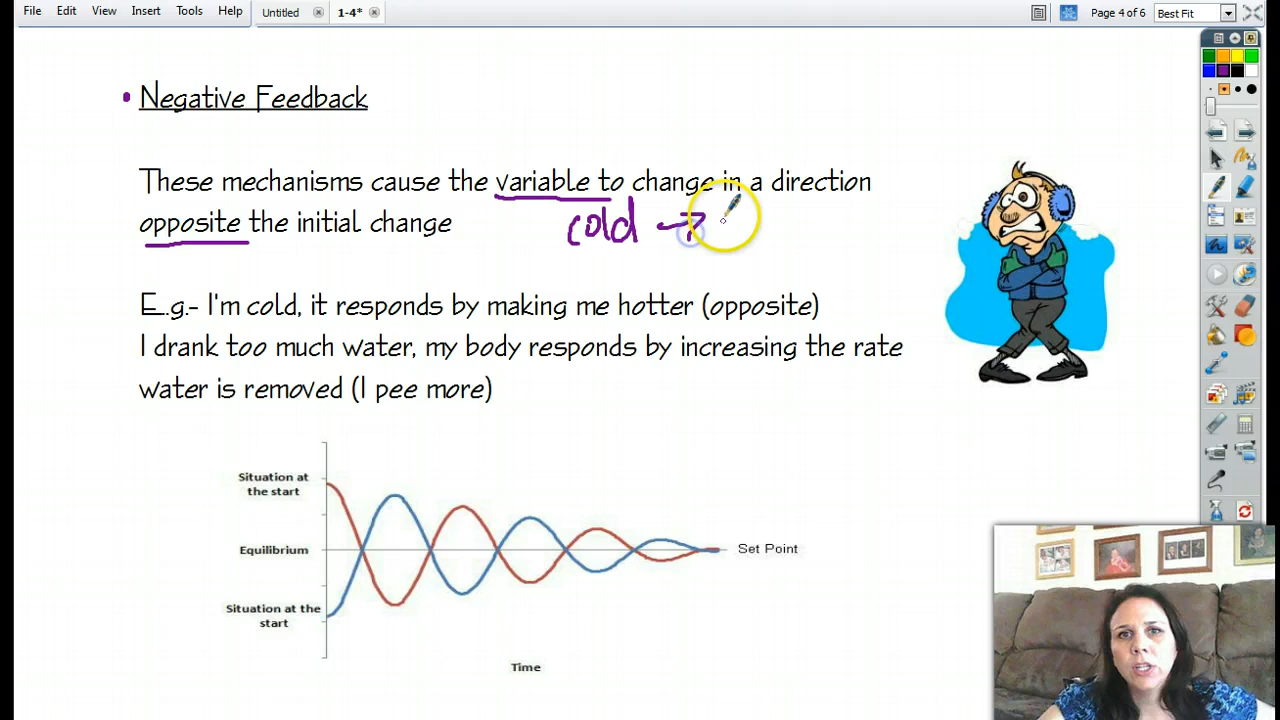 File Edit View Insert Tools Help Untitled 1-4* Page 4 of 6 Best Fit
• Negative Feedback
These mechanisms cause the variable to change in a direction
opposite the initial change
cold →
E.g.- I'm cold, it responds by making me hotter (opposite)
I drank too much water, my body responds by increasing the rate
water is removed (I pee more)
Situation at
the start
Equilibrium
Set Point
Situation at the
start
Time